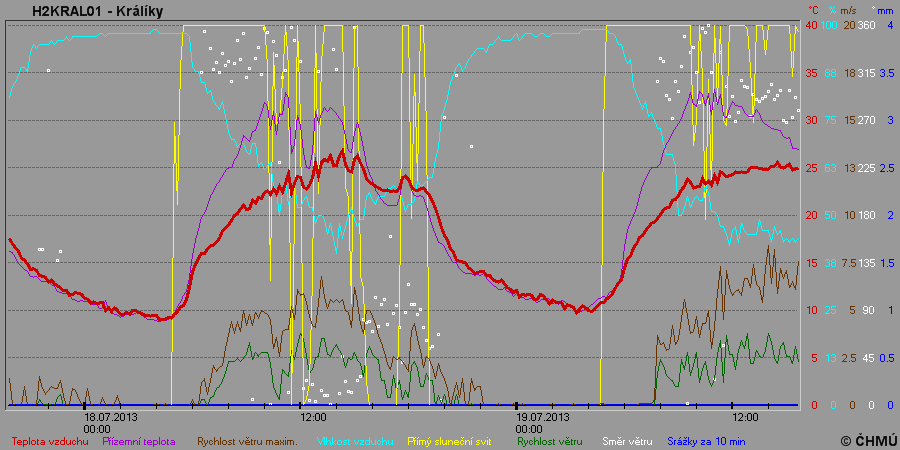 H2KRAL01 - Králíky
°C % m/s ° mm
40 100 20 360 4
35 88 18 315 3.5
30 75 15 270 3
25 63 13 225 2.5
20 50 10 180 2
15 38 7.5 135 1.5
10 25 5 90 1
5 13 2.5 45 0.5
0 0 0 0 0
18.07.2013 12:00 19.07.2013 12:00
00:00 00:00
Teplota vzduchu Přízemní teplota Rychlost větru maxim. Vlhkost vzduchu Přímý sluneční svit Rychlost větru Směr větru Srážky za 10 min © ČHMÚ